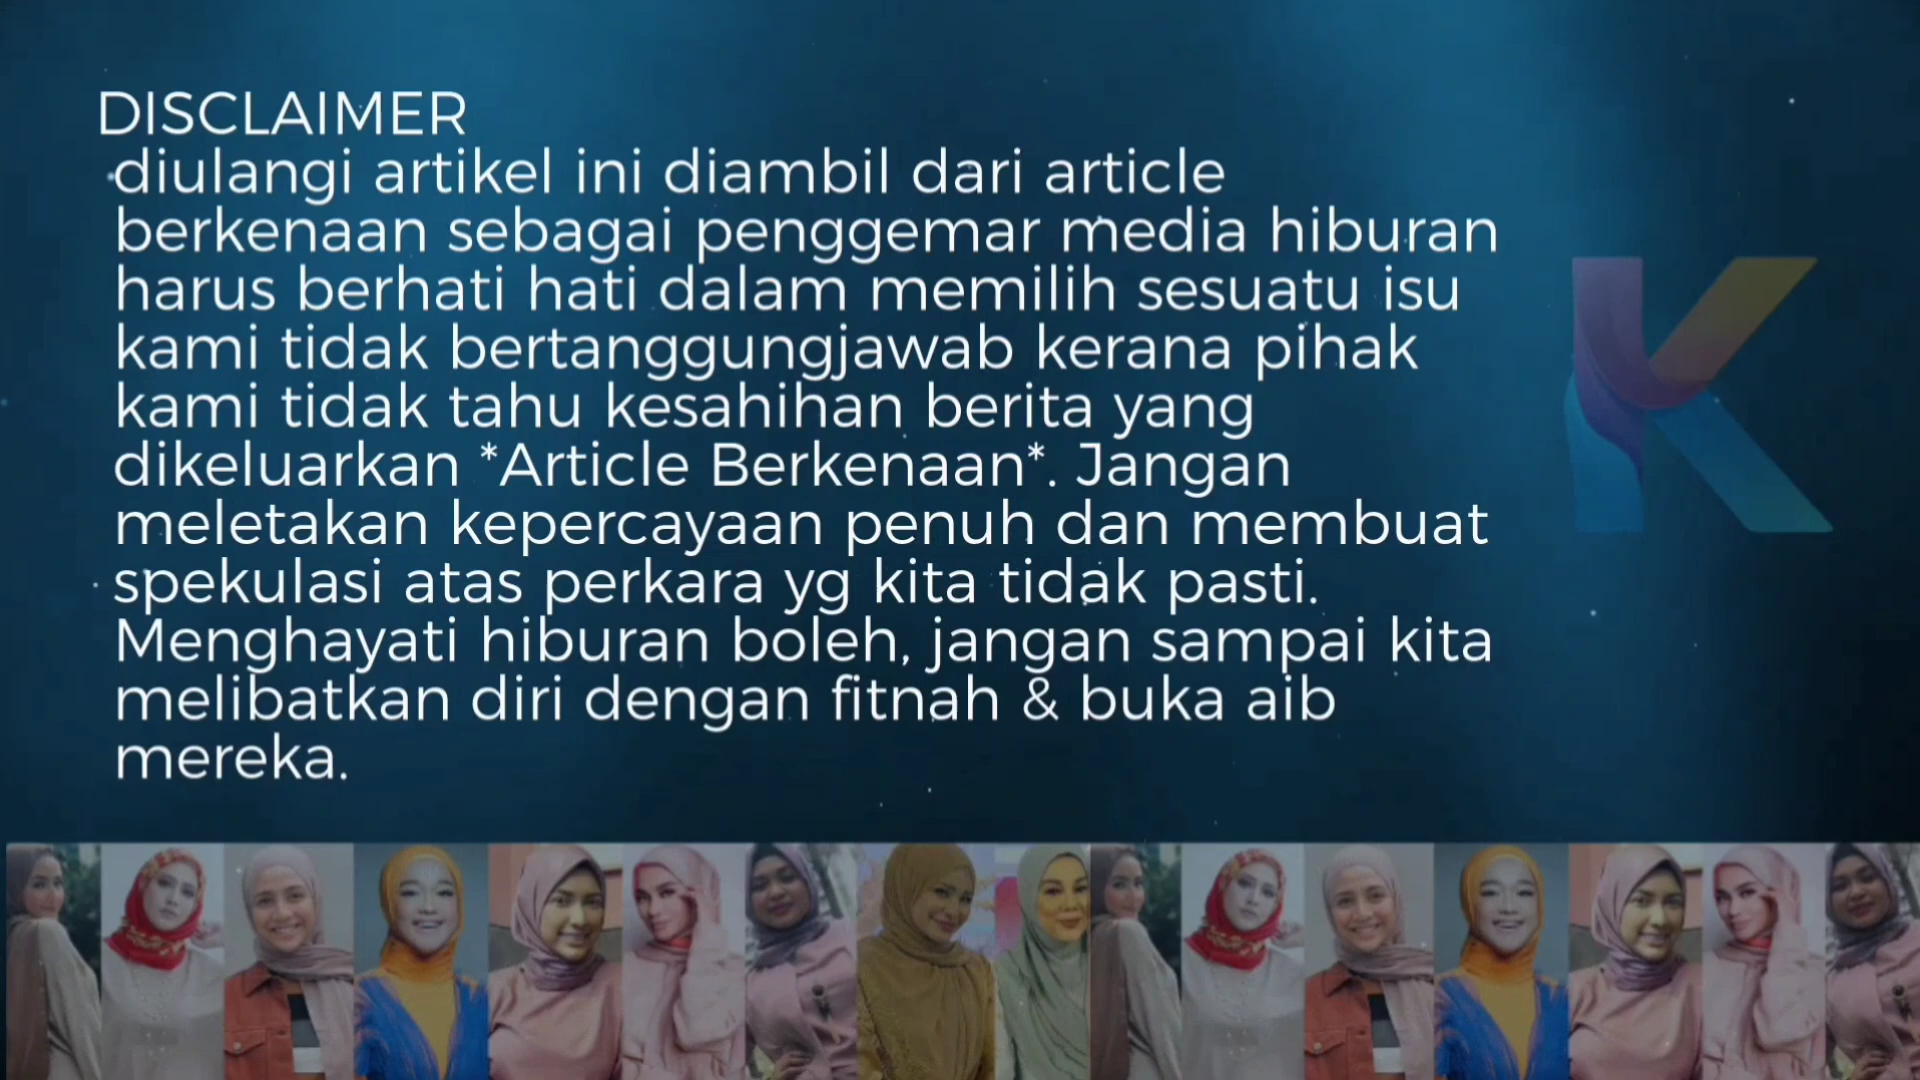 DISCLAIMER
diulangi artikel ini diambil dari article
berkenaan sebagai penggemar media hiburan
harus berhati hati dalam memilih sesuatu isu
kami tidak bertanggungjawab kerana pihak
kami tidak tahu kesahihan berita yang
dikeluarkan *Article Berkenaan*. Jangan
meletakan kepercayaan penuh dan membuat
spekulasi atas perkara yg kita tidak pasti.
Menghayati hiburan boleh, jangan sampai kita
melibatkan diri dengan fitnah & buka aib
mereka.
K